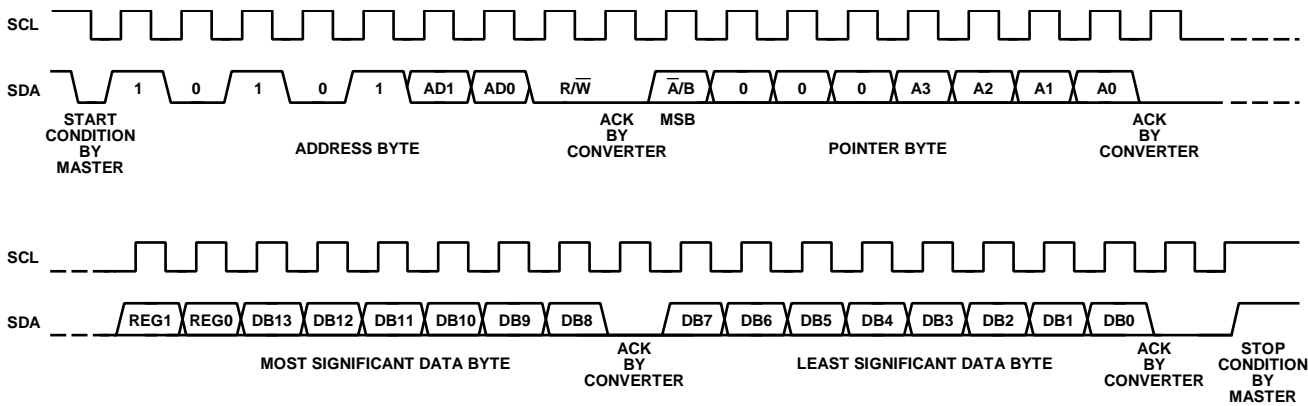 SCL
SDA 1 0 1 0 1 AD1 AD0 R/W̅ A̅/B 0 0 0 A3 A2 A1 A0
START
CONDITION
BY
MASTER
ADDRESS BYTE
ACK
BY
CONVERTER
MSB
POINTER BYTE
ACK
BY
CONVERTER
SCL
SDA REG1 REG0 DB13 DB12 DB11 DB10 DB9 DB8 DB7 DB6 DB5 DB4 DB3 DB2 DB1 DB0
MOST SIGNIFICANT DATA BYTE
ACK
BY
CONVERTER
LEAST SIGNIFICANT DATA BYTE
ACK
BY
CONVERTER
STOP
CONDITION
BY
MASTER